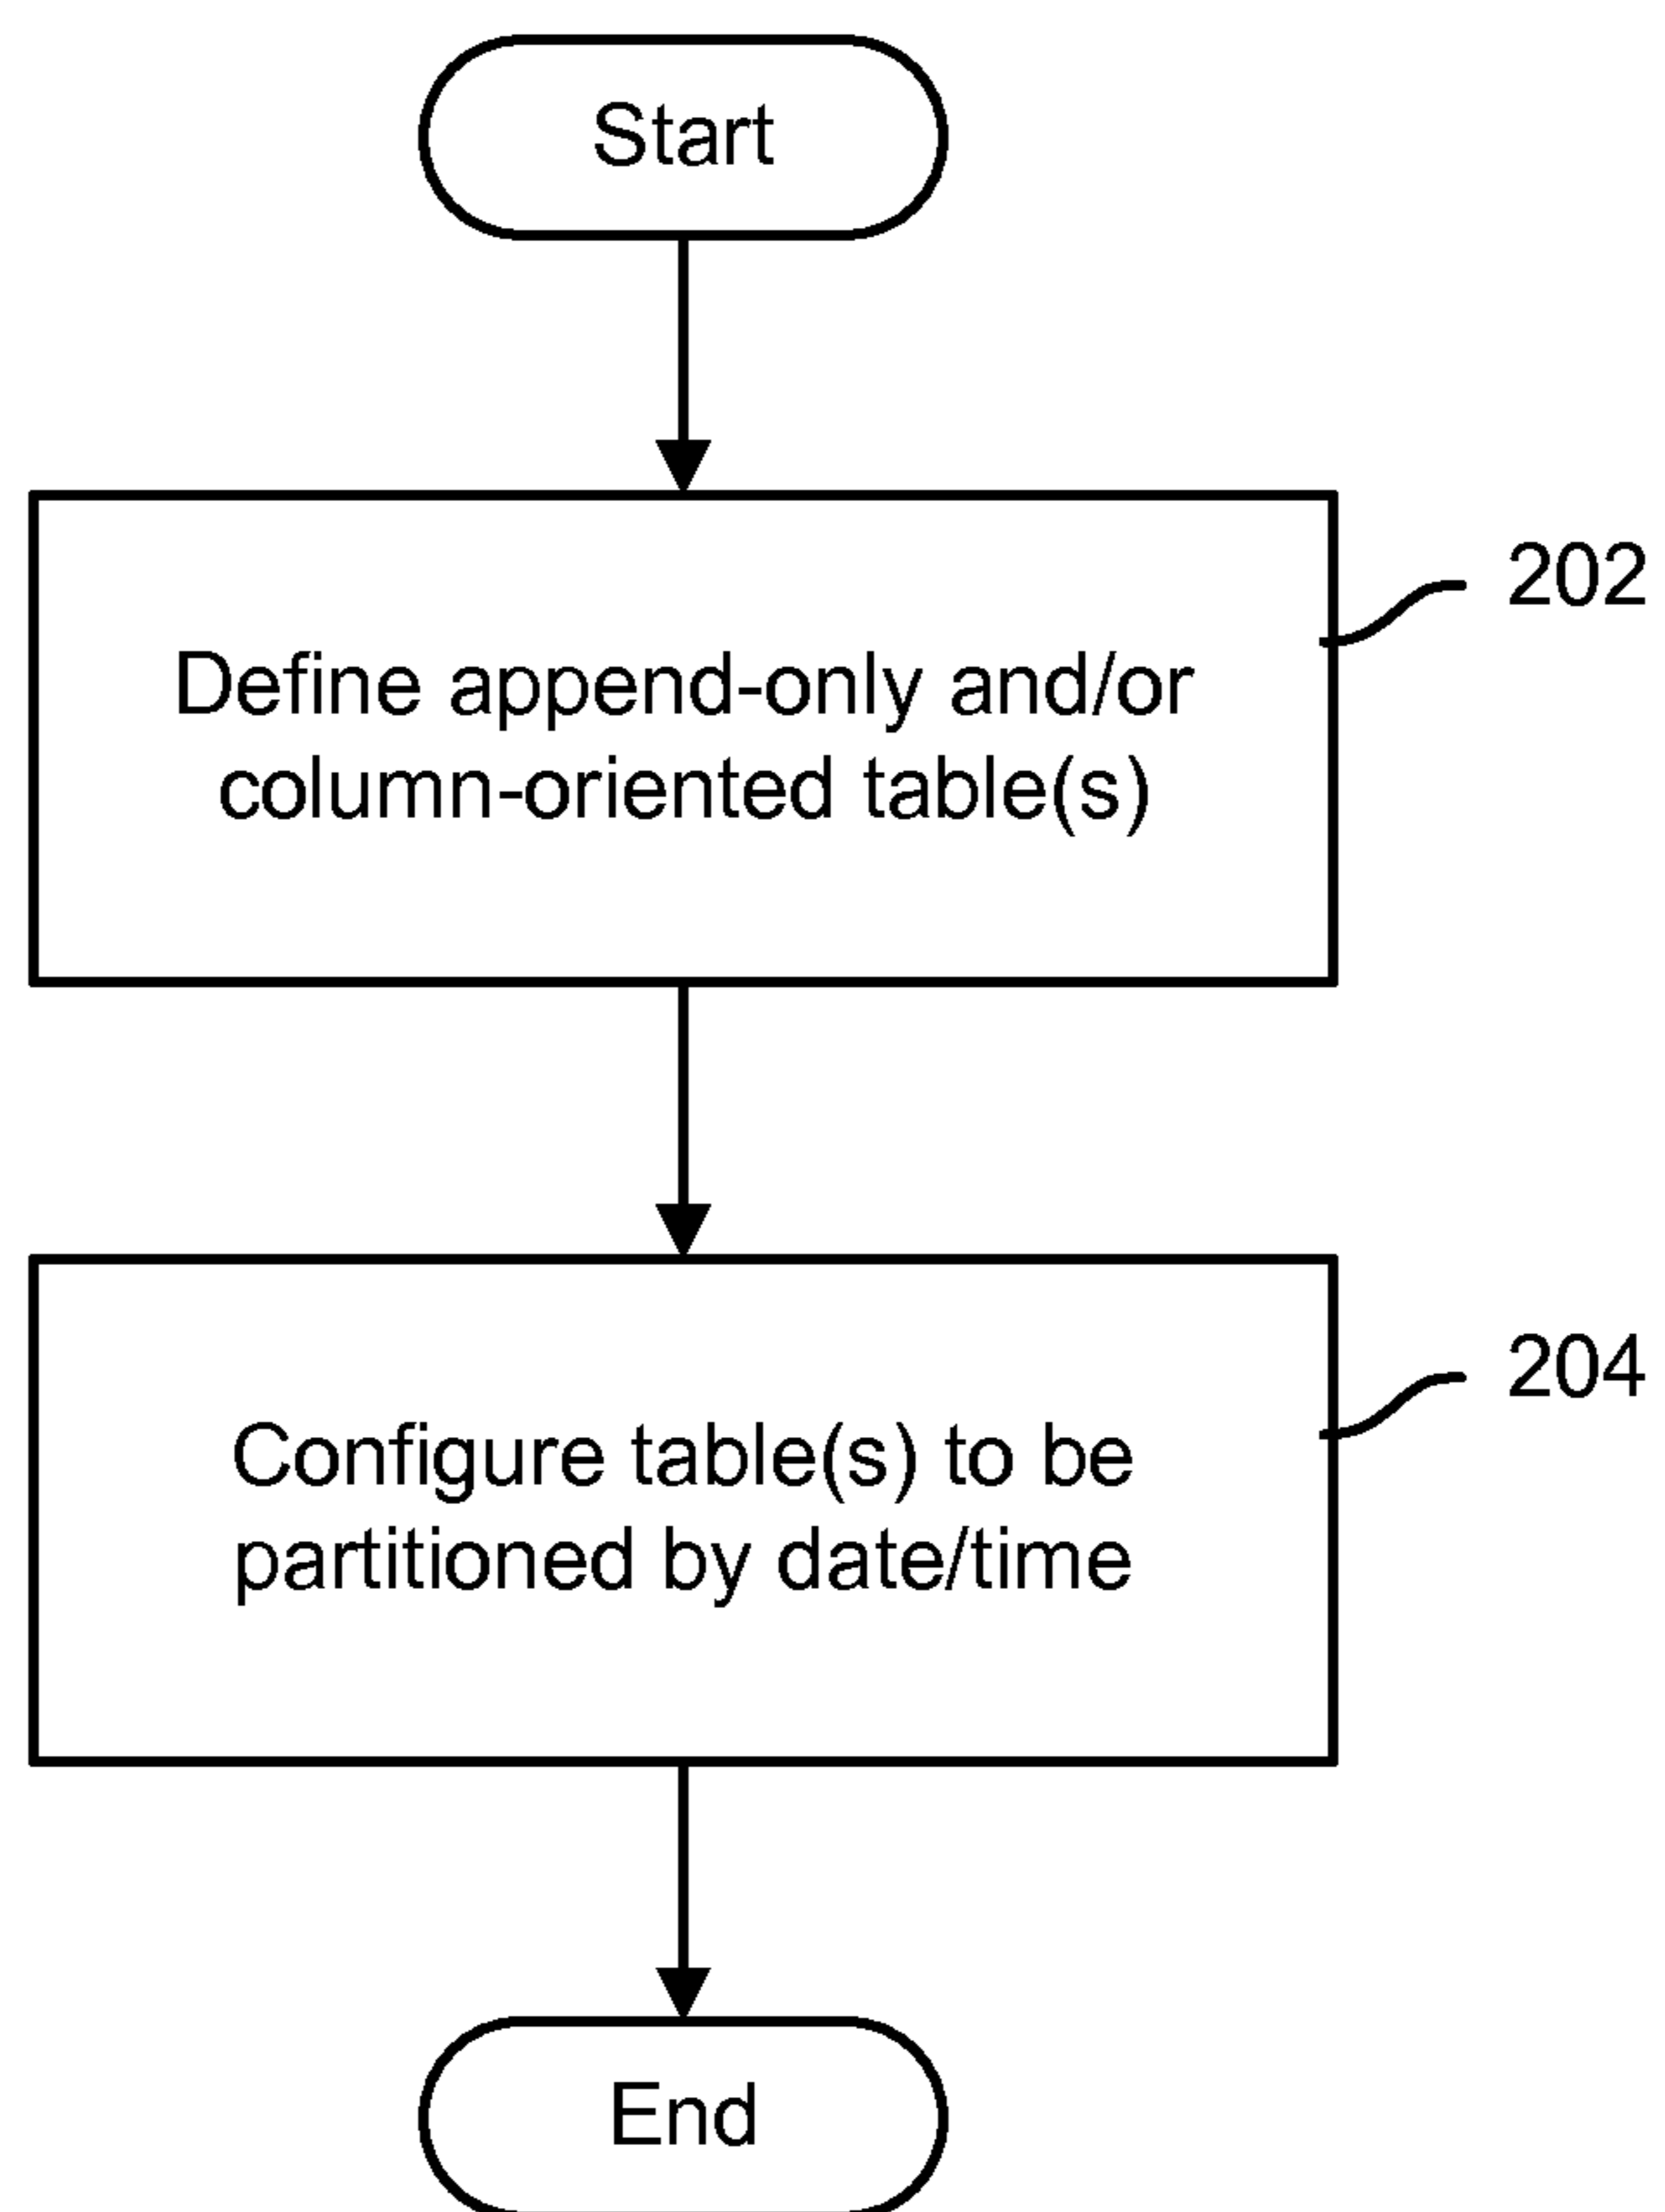 Start
202
Define append-only and/or
column-oriented table(s)
204
Configure table(s) to be
partitioned by date/time
End